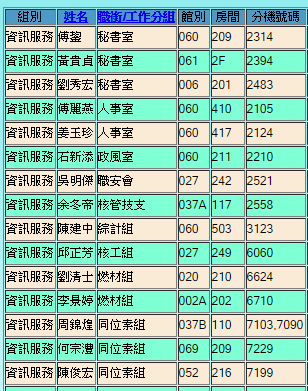 組別 姓名 職銜/工作分組 館別 房間 分機號碼
資訊服務 傅鋆 秘書室 060 209 2314
資訊服務 黃貴貞 秘書室 061 2F 2394
資訊服務 劉秀宏 秘書室 006 201 2483
資訊服務 傅麗燕 人事室 060 410 2105
資訊服務 姜玉珍 人事室 060 417 2124
資訊服務 石新添 政風室 060 211 2210
資訊服務 吳明傑 職安會 027 242 2521
資訊服務 余冬帝 核管技支 037A 117 2558
資訊服務 陳建中 綜計組 060 503 3123
資訊服務 邱正芳 核工組 027 249 6060
資訊服務 劉清士 燃材組 020 210 6624
資訊服務 李景婷 燃材組 002A 202 6710
資訊服務 周錦煌 同位素組 037B 110 7103,7090
資訊服務 何宗澧 同位素組 069 209 7229
資訊服務 陳俊宏 同位素組 052 216 7199